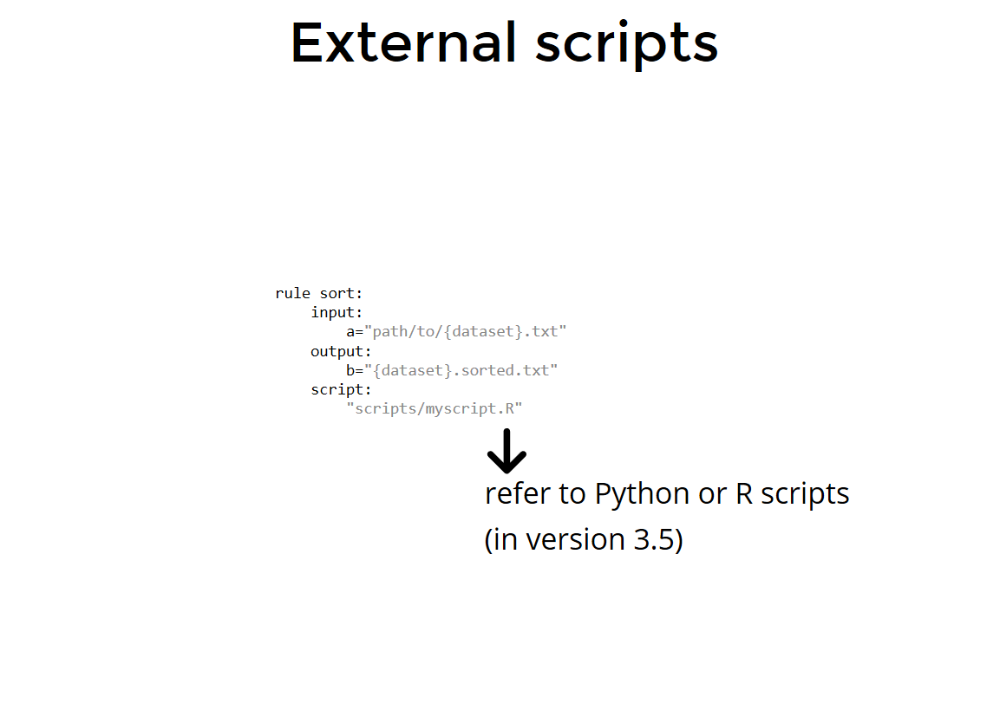 External scripts
rule sort:
    input:
        a="path/to/{dataset}.txt"
    output:
        b="{dataset}.sorted.txt"
    script:
        "scripts/myscript.R"
refer to Python or R scripts
(in version 3.5)